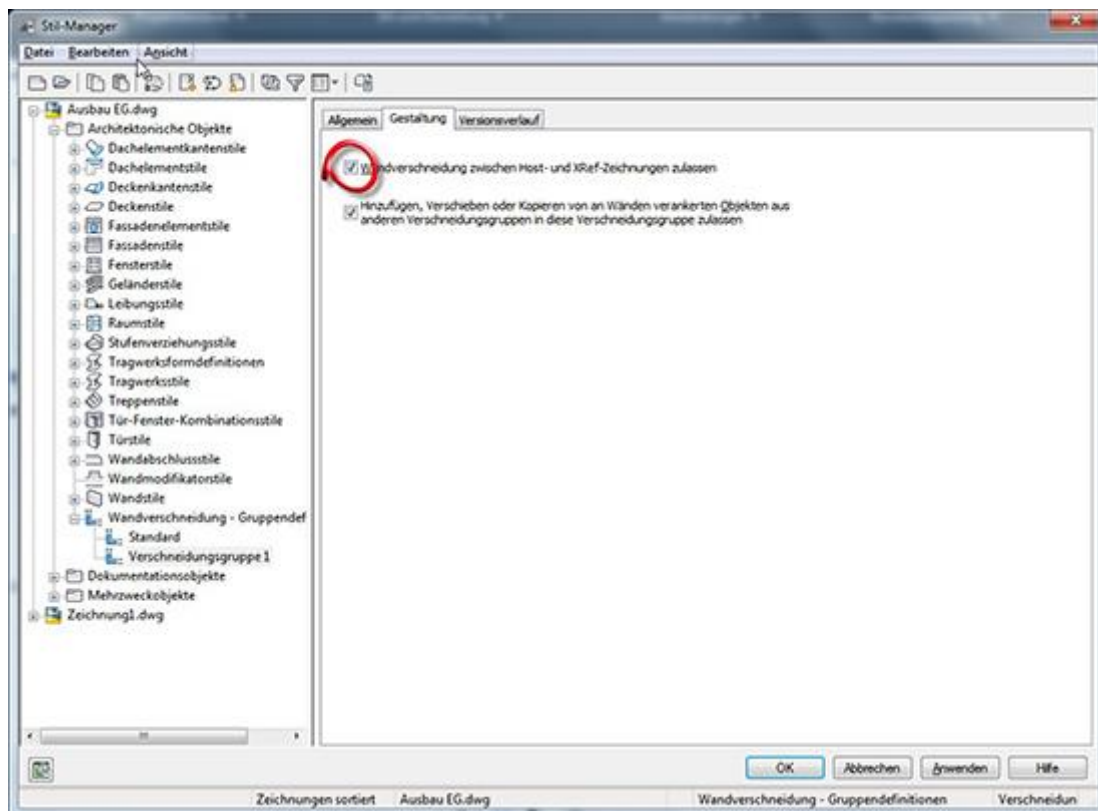 Stil-Manager
Datei Bearbeiten Ansicht
Ausbau EG.dwg
Architektonische Objekte
Dachelementkantenstile
Dachelementstile
Deckenkantenstile
Deckenstile
Fassadenelementstile
Fassadenstile
Fensterstile
Geländerstile
Leibungsstile
Raumstile
Stufenverziehungsstile
Tragwerksformdefinitionen
Tragwerksstile
Treppenstile
Tür-Fenster-Kombinationsstile
Türstile
Wandabschlussstile
Wandmodifikatorstile
Wandstile
Wandverschneidung - Gruppendef
Standard
Verschneidungsgruppe 1
Dokumentationsobjekte
Mehrzweckobjekte
Zeichnung1.dwg
Allgemein Gestaltung Versionsverlauf
Wandverschneidung zwischen Host- und XRef-Zeichnungen zulassen
Hinzufügen, Verschieben oder Kopieren von an Wänden verankerten Objekten aus
anderen Verschneidungsgruppen in diese Verschneidungsgruppe zulassen
OK Abbrechen Anwenden Hilfe
Zeichnungen sortiert Ausbau EG.dwg Wandverschneidung - Gruppendefinitionen Verschneidun